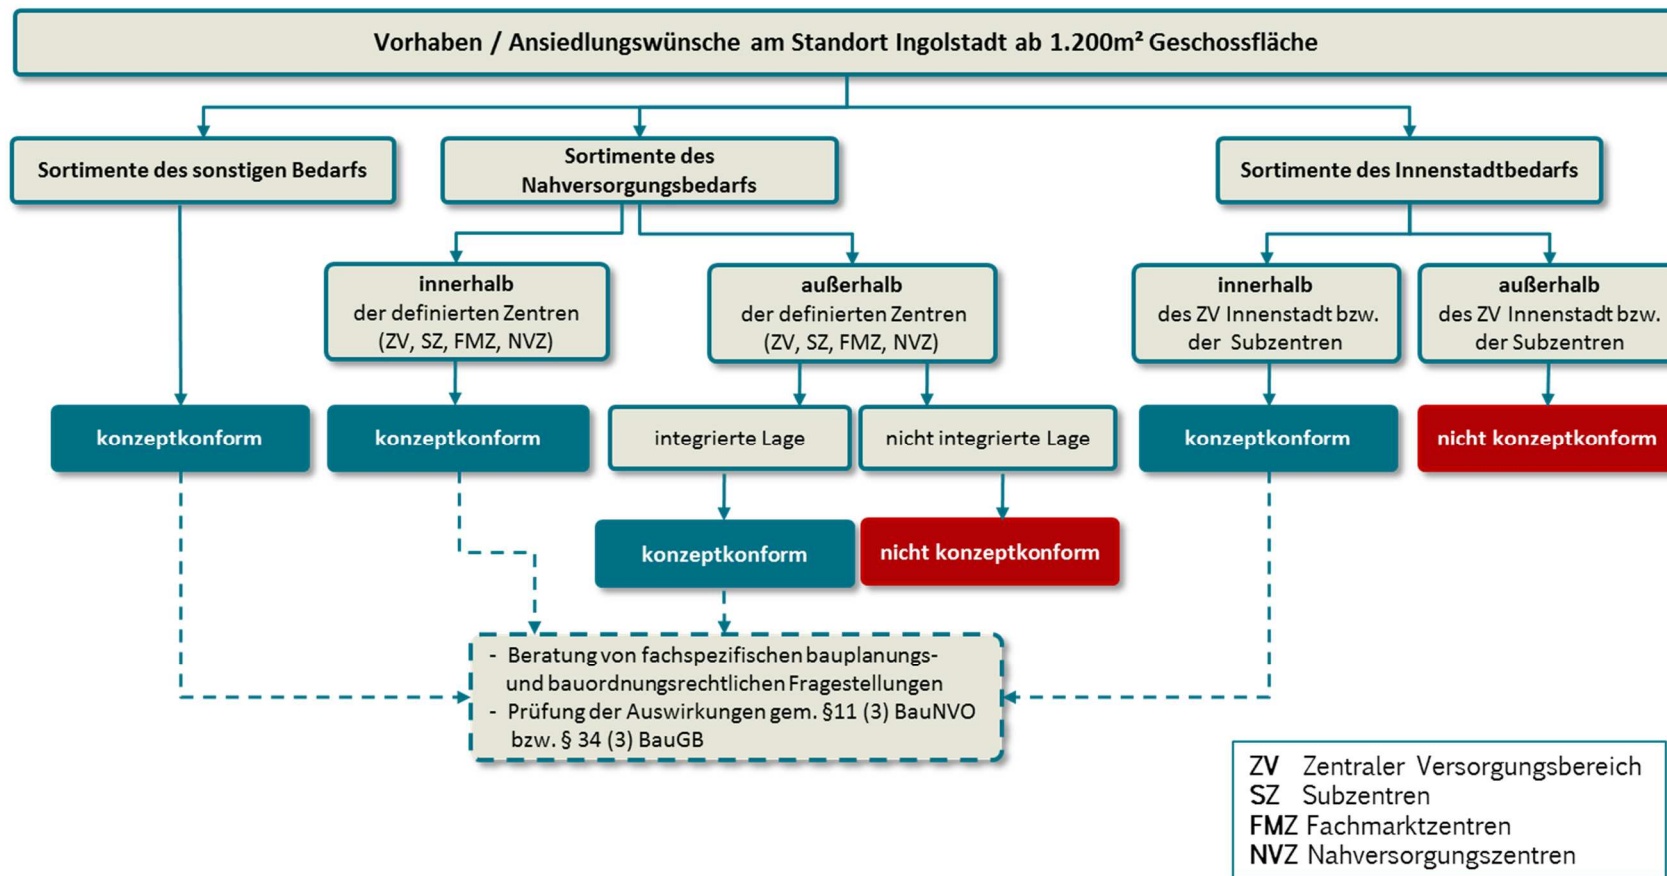 Vorhaben / Ansiedlungswünsche am Standort Ingolstadt ab 1.200m² Geschossfläche
Sortimente des sonstigen Bedarfs
Sortimente des
Nahversorgungsbedarfs
Sortimente des Innenstadtbedarfs
innerhalb
der definierten Zentren
(ZV, SZ, FMZ, NVZ)
außerhalb
der definierten Zentren
(ZV, SZ, FMZ, NVZ)
innerhalb
des ZV Innenstadt bzw.
der Subzentren
außerhalb
des ZV Innenstadt bzw.
der Subzentren
konzeptkonform
konzeptkonform
integrierte Lage
nicht integrierte Lage
konzeptkonform
nicht konzeptkonform
konzeptkonform
nicht konzeptkonform
- Beratung von fachspezifischen bauplanungs-
und bauordnungsrechtlichen Fragestellungen
- Prüfung der Auswirkungen gem. §11 (3) BauNVO
bzw. § 34 (3) BauGB
ZV Zentraler Versorgungsbereich
SZ Subzentren
FMZ Fachmarktzentren
NVZ Nahversorgungszentren